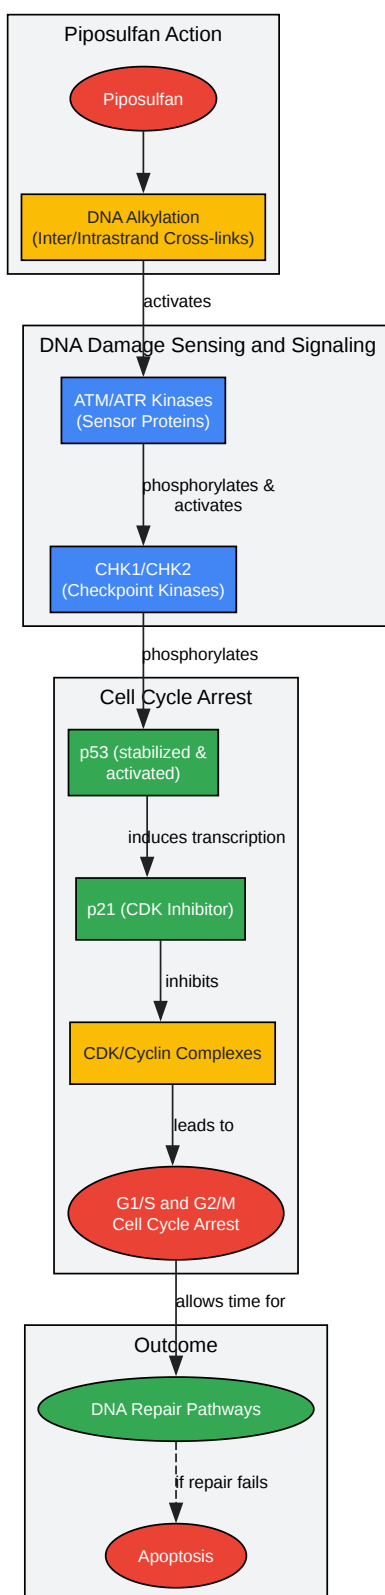 Piposulfan Action
Piposulfan
DNA Alkylation
(Inter/Intrastrand Cross-links)
activates
DNA Damage Sensing and Signaling
ATM/ATR Kinases
(Sensor Proteins)
phosphorylates &
activates
CHK1/CHK2
(Checkpoint Kinases)
phosphorylates
Cell Cycle Arrest
p53 (stabilized &
activated)
induces transcription
p21 (CDK Inhibitor)
inhibits
CDK/Cyclin Complexes
leads to
G1/S and G2/M
Cell Cycle Arrest
allows time for
Outcome
DNA Repair Pathways
if repair fails
Apoptosis